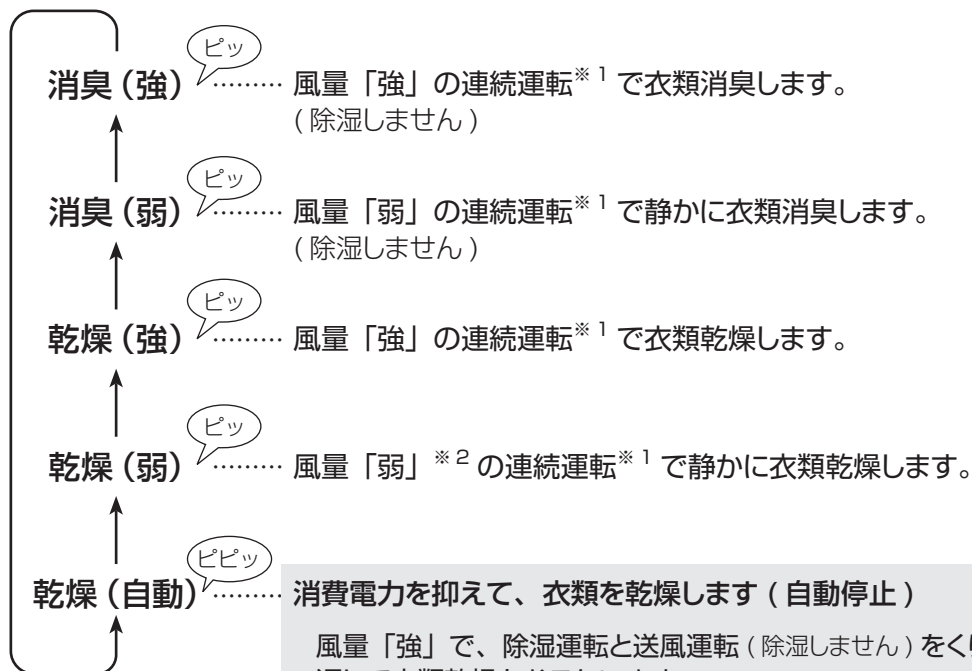 ピッ
消臭（強） ……… 風量「強」の連続運転※1で衣類消臭します。
(除湿しません)
ピッ
消臭（弱） ……… 風量「弱」の連続運転※1で静かに衣類消臭します。
(除湿しません)
ピッ
乾燥（強） ……… 風量「強」の連続運転※1で衣類乾燥します。
ピッ
乾燥（弱） ……… 風量「弱」※2の連続運転※1で静かに衣類乾燥します。
ピピッ
乾燥（自動） ……… 消費電力を抑えて、衣類を乾燥します(自動停止)
風量「強」で、除湿運転と送風運転(除湿しません)をく